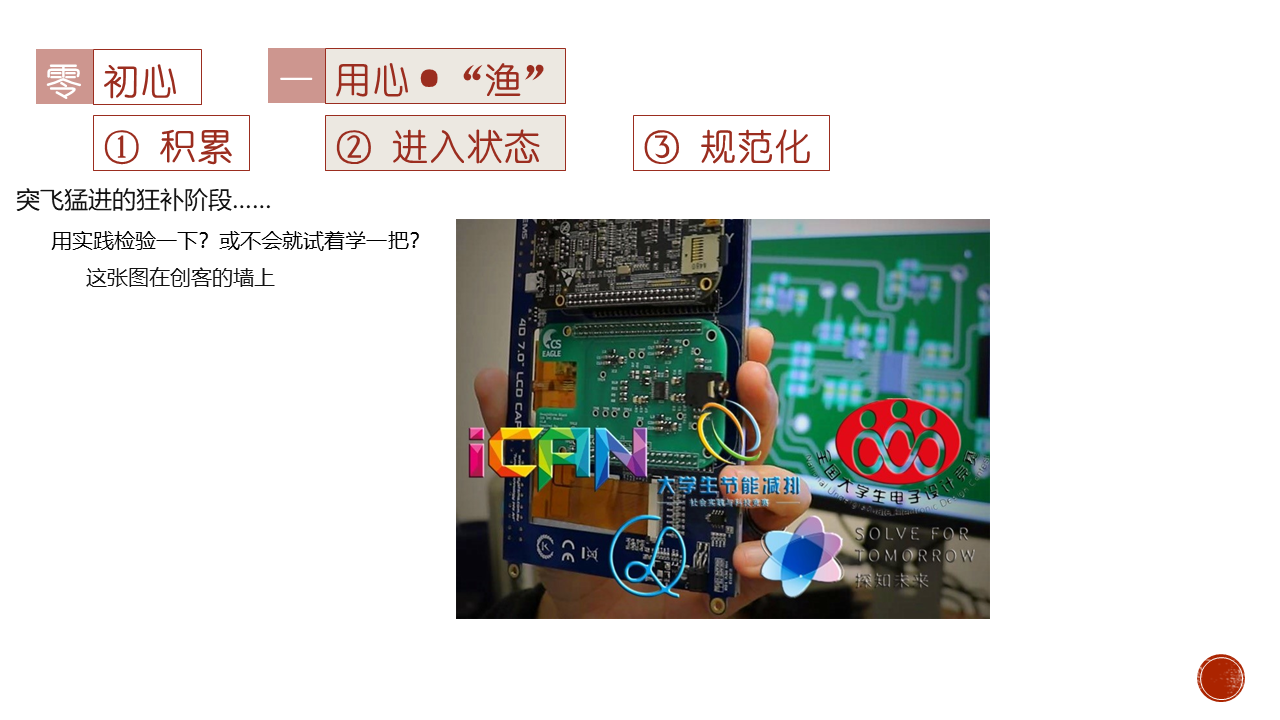 零 初心
一 用心●“渔”
① 积累
② 进入状态
③ 规范化
突飞猛进的狂补阶段……
用实践检验一下？或不会就试着学一把？
这张图在创客的墙上
CS
EAGLE
4D 7.0" LCD CAP
iCAN
大学生节能减排
社会实践与科技竞赛
全国大学生电子设计竞赛
SOLVE FOR
TOMORROW
探知未来